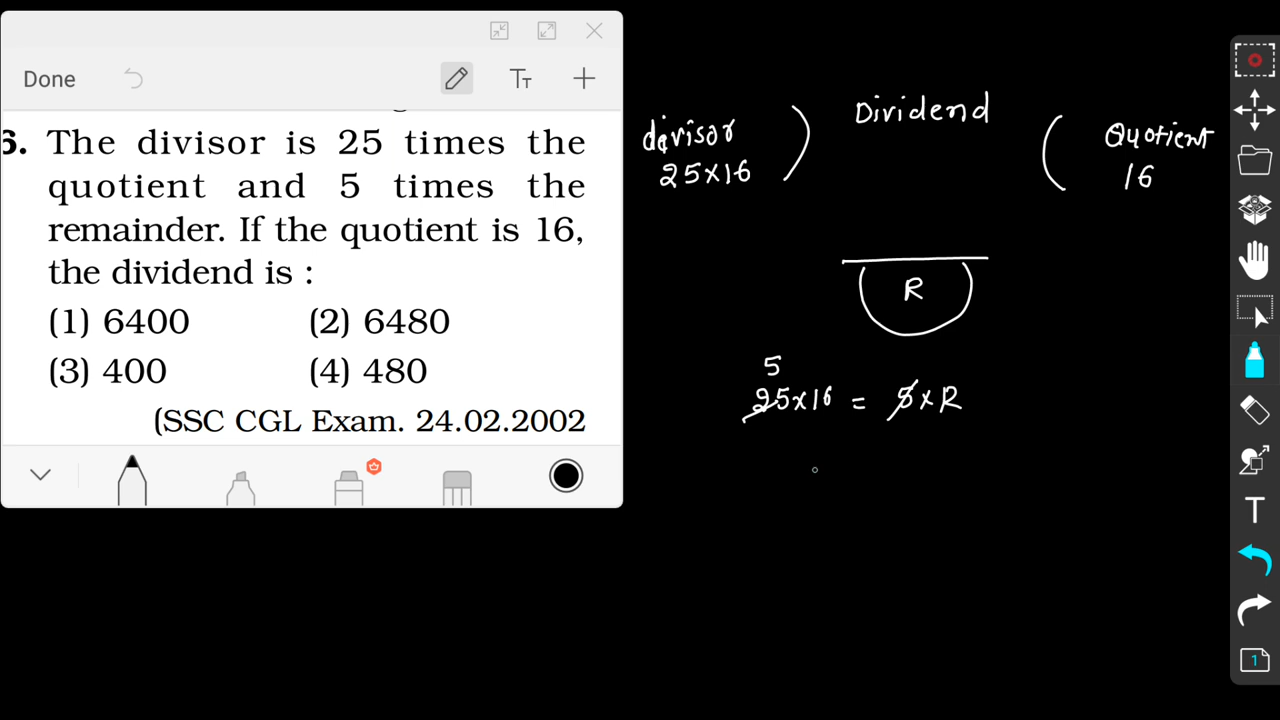 Done
Tт
6. The divisor is 25 times the
quotient and 5 times the
remainder. If the quotient is 16,
the dividend is :
(1) 6400 (2) 6480
(3) 400 (4) 480
(SSC CGL Exam. 24.02.2002
divisor ) Dividend ( Quotient
25×16 16
R
5
25×16 = 5×R
T
1